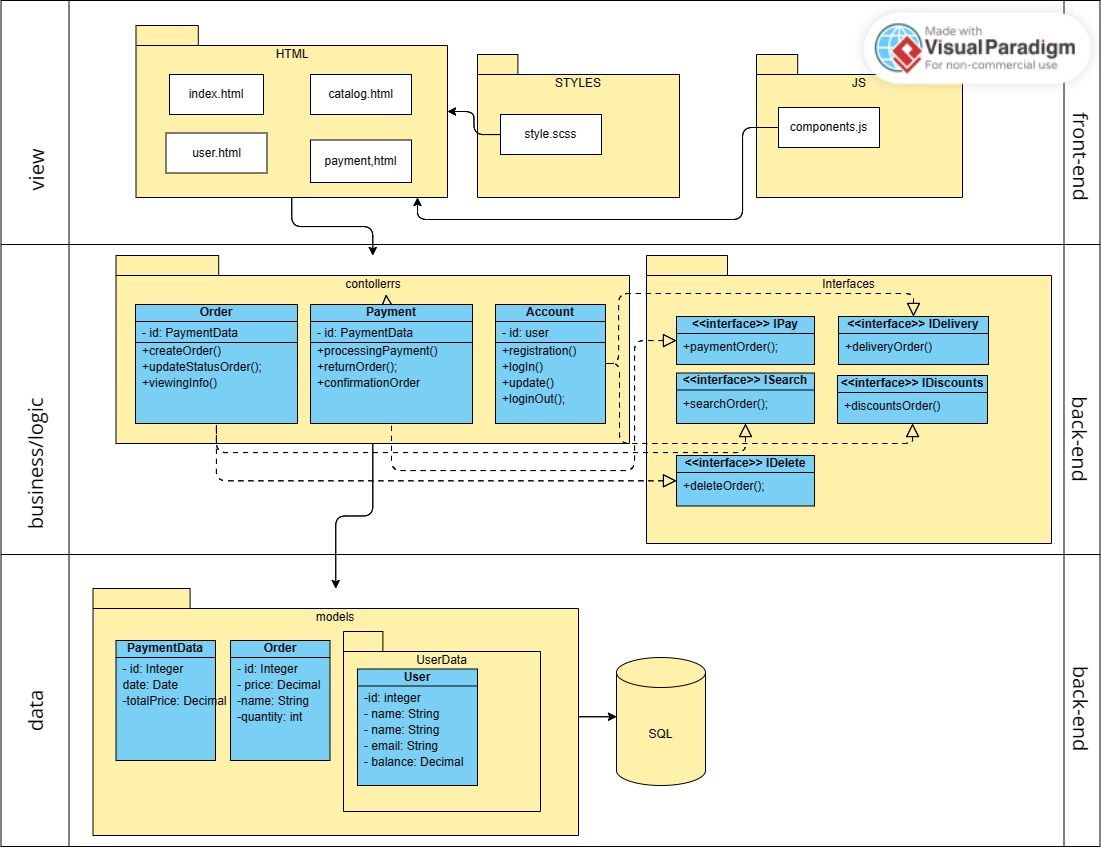 Made with
VisualParadigm
For non-commercial use
view
front-end
HTML
index.html
catalog.html
user.html
payment,html
STYLES
style.scss
JS
components.js
business/logic
back-end
contollerrs
Order
- id: PaymentData
+createOrder()
+updateStatusOrder();
+viewingInfo()
Payment
- id: PaymentData
+processingPayment()
+returnOrder();
+confirmationOrder
Account
- id: user
+registration()
+logIn()
+update()
+loginOut();
Interfaces
<<interface>> IPay
+paymentOrder();
<<interface>> IDelivery
+deliveryOrder()
<<interface>> ISearch
+searchOrder();
<<interface>> IDiscounts
+discountsOrder()
<<interface>> IDelete
+deleteOrder();
data
back-end
models
PaymentData
- id: Integer
date: Date
-totalPrice: Decimal
Order
- id: Integer
- price: Decimal
-name: String
-quantity: int
UserData
User
-id: integer
- name: String
- name: String
- email: String
- balance: Decimal
SQL